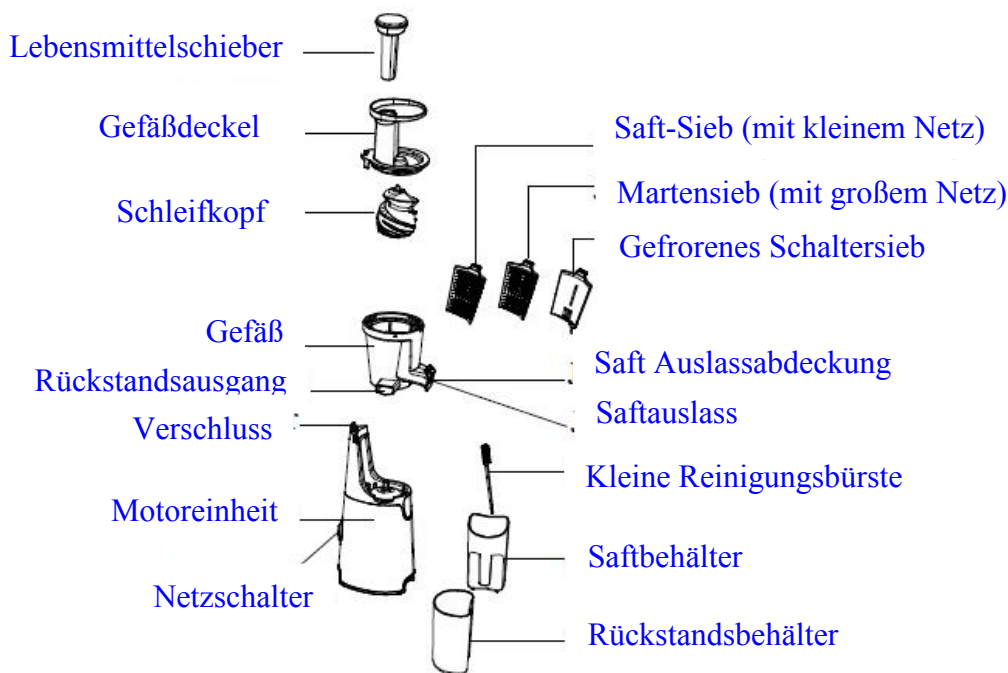 Lebensmittelschieber
Gefäßdeckel
Schleifkopf
Gefäß
Rückstandsausgang
Verschluss
Motoreinheit
Netzschalter
Saft-Sieb (mit kleinem Netz)
Martensieb (mit großem Netz)
Gefrorenes Schaltersieb
Saft Auslassabdeckung
Saftauslass
Kleine Reinigungsbürste
Saftbehälter
Rückstandsbehälter